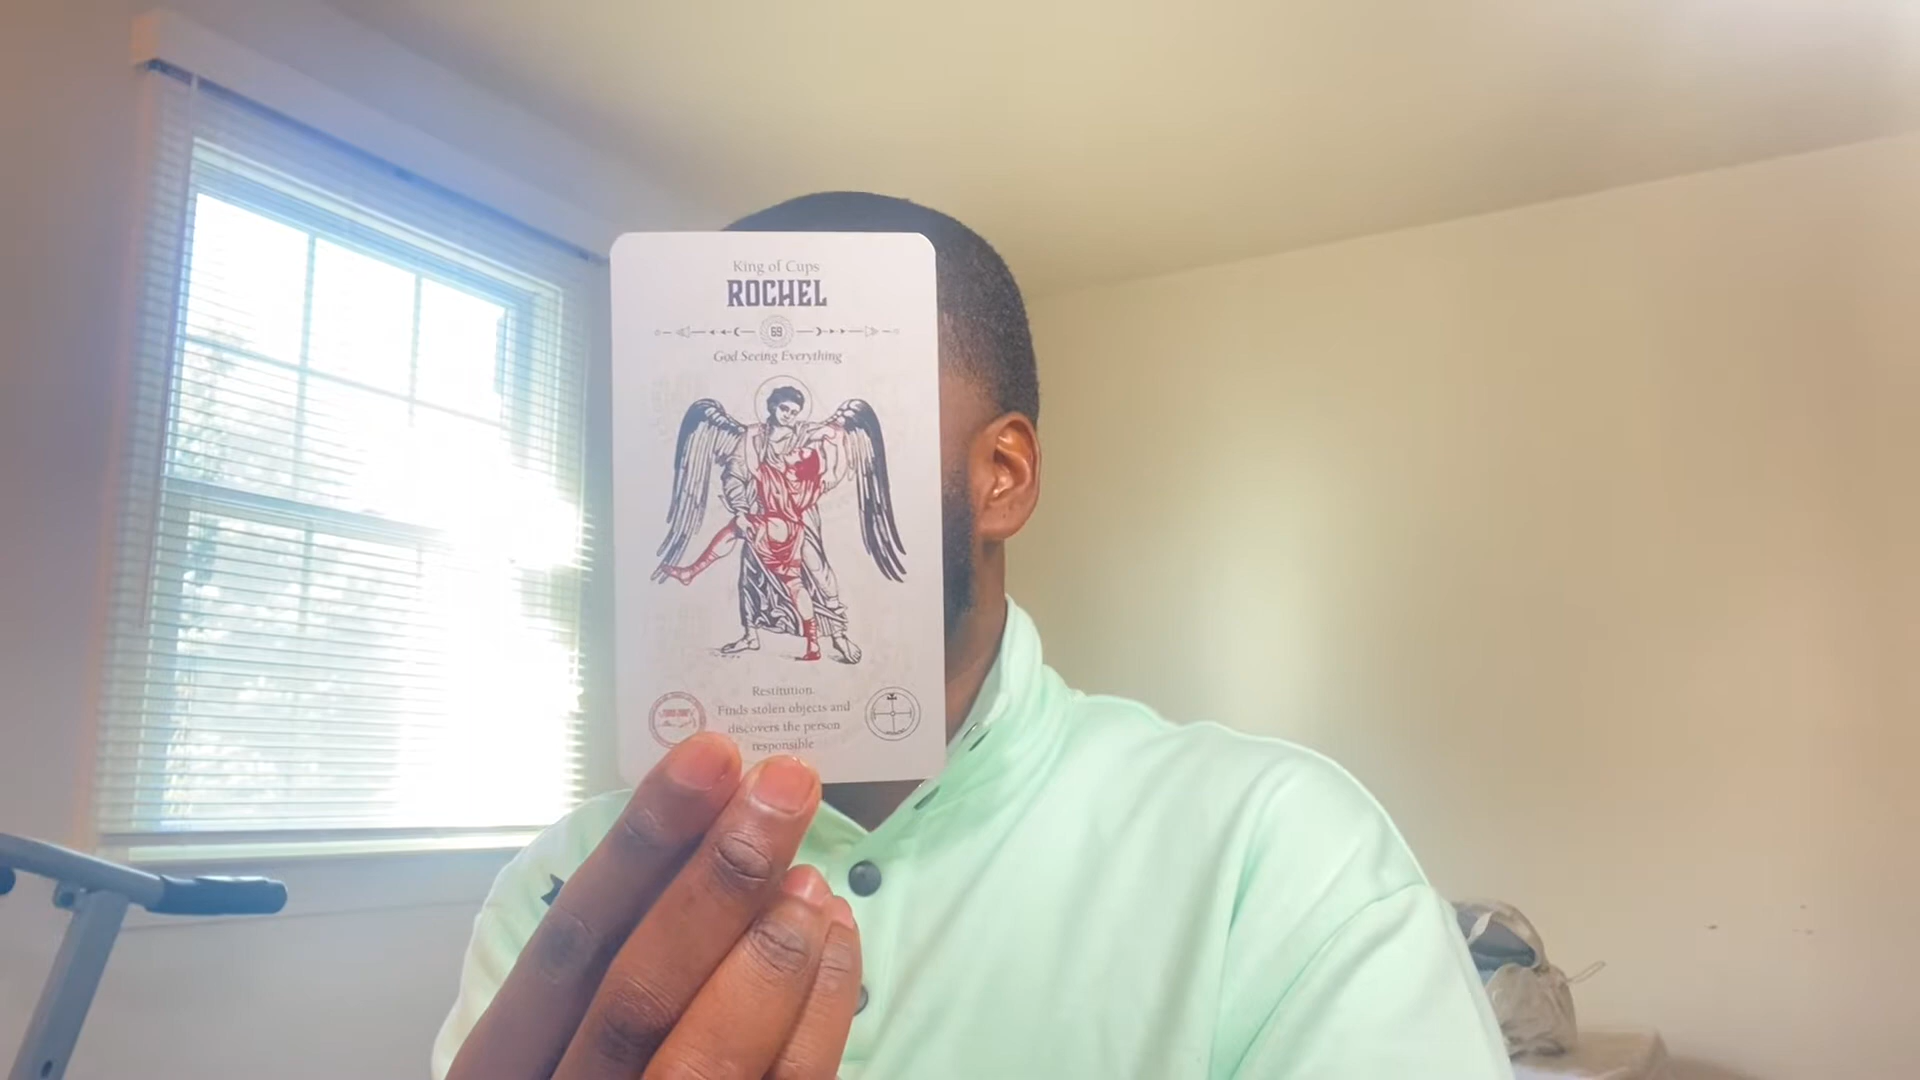 King of Cups
ROCHEL
69
God Seeing Everything
Restitution.
Finds stolen objects and
discovers the person
responsible